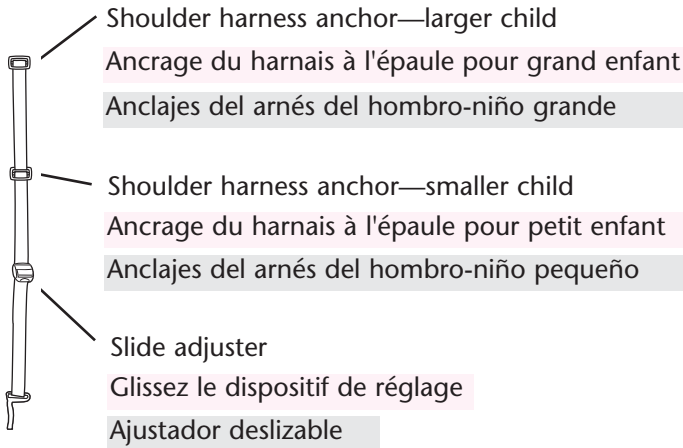 Shoulder harness anchor—larger child
Ancrage du harnais à l'épaule pour grand enfant
Anclajes del arnés del hombro-niño grande
Shoulder harness anchor—smaller child
Ancrage du harnais à l'épaule pour petit enfant
Anclajes del arnés del hombro-niño pequeño
Slide adjuster
Glissez le dispositif de réglage
Ajustador deslizable